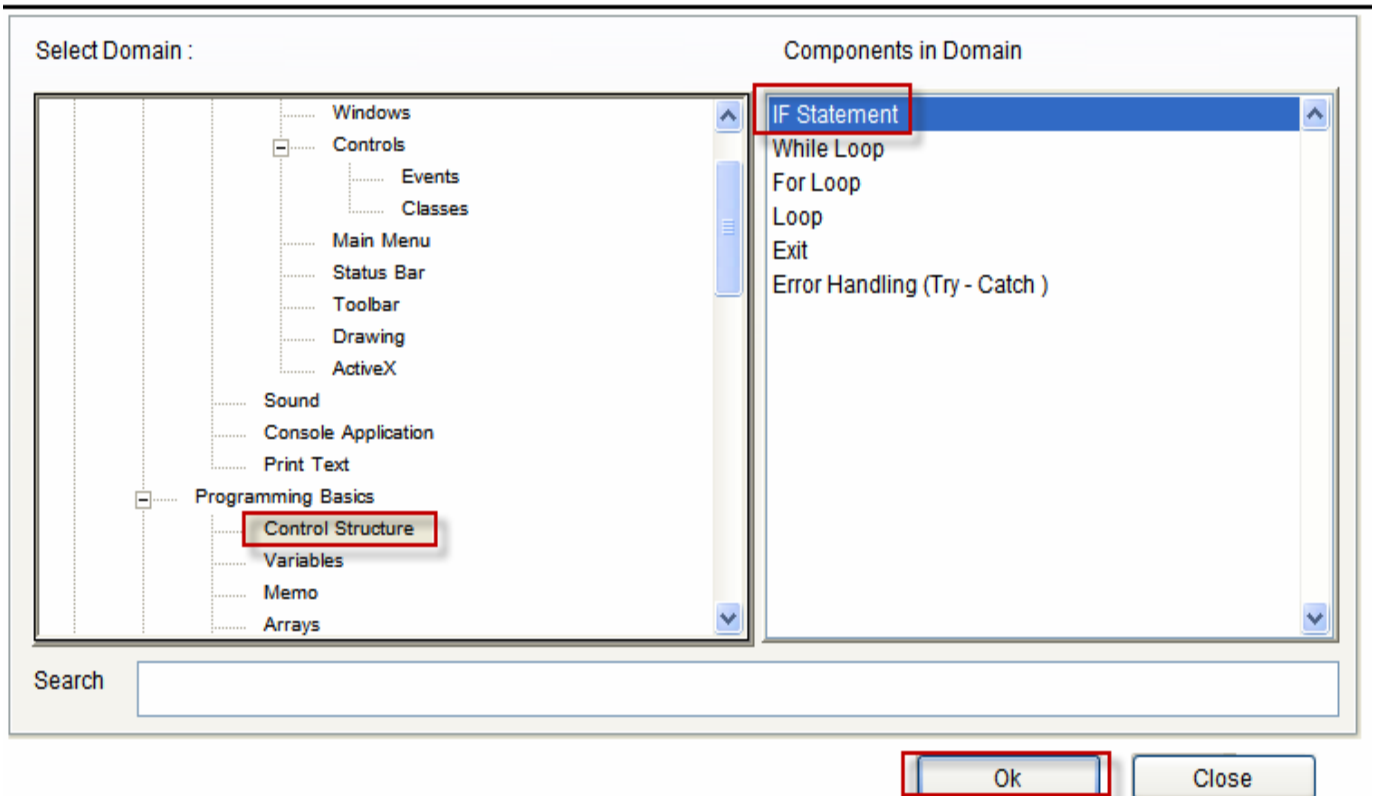 Select Domain :
Components in Domain
Windows
Controls
Events
Classes
Main Menu
Status Bar
Toolbar
Drawing
ActiveX
Sound
Console Application
Print Text
Programming Basics
Control Structure
Variables
Memo
Arrays
IF Statement
While Loop
For Loop
Loop
Exit
Error Handling (Try - Catch )
Search
Ok
Close